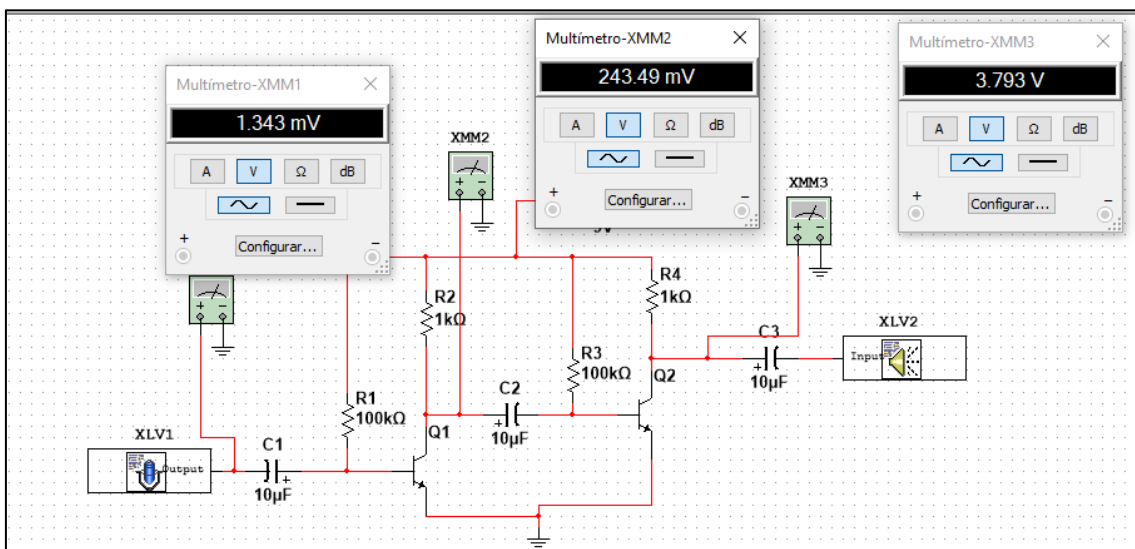 Multímetro-XMM1
1.343 mV
A V Ω dB
+ −
Configurar...
Multímetro-XMM2
243.49 mV
A V Ω dB
+ −
Configurar...
Multímetro-XMM3
3.793 V
A V Ω dB
+ −
Configurar...
XMM2
+ −
XMM3
+ −
+ −
R2
1kΩ
R4
1kΩ
R3
100kΩ
R1
100kΩ
C3
+
10µF
XLV2
Input
C2
+
10µF
Q2
Q1
XLV1
Output
C1
+
10µF